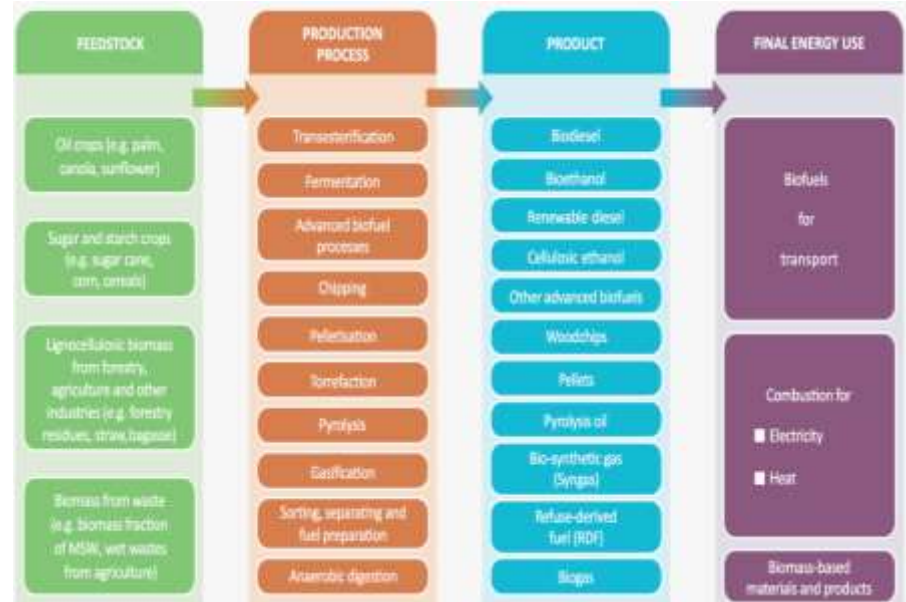 FEEDSTOCK
Oil crops (e.g. palm,
canola, sunflower)
Sugar and starch crops
(e.g. sugar cane,
corn, cereals)
Lignocellulosic biomass
from forestry,
agriculture and other
industries (e.g. forestry
residues, straw, bagasse)
Biomass from waste
(e.g. biomass fraction
of MSW, wet wastes
from agriculture)
PRODUCTION
PROCESS
Transesterification
Fermentation
Advanced biofuel
processes
Chipping
Pelletisation
Torrefaction
Pyrolysis
Gasification
Sorting, separating and
fuel preparation
Anaerobic digestion
PRODUCT
Biodiesel
Bioethanol
Renewable diesel
Cellulosic ethanol
Other advanced biofuels
Woodchips
Pellets
Pyrolysis oil
Bio-synthetic gas
(Syngas)
Refuse-derived
fuel (RDF)
Biogas
FINAL ENERGY USE
Biofuels
for
transport
Combustion for
Electricity
Heat
Biomass-based
materials and products